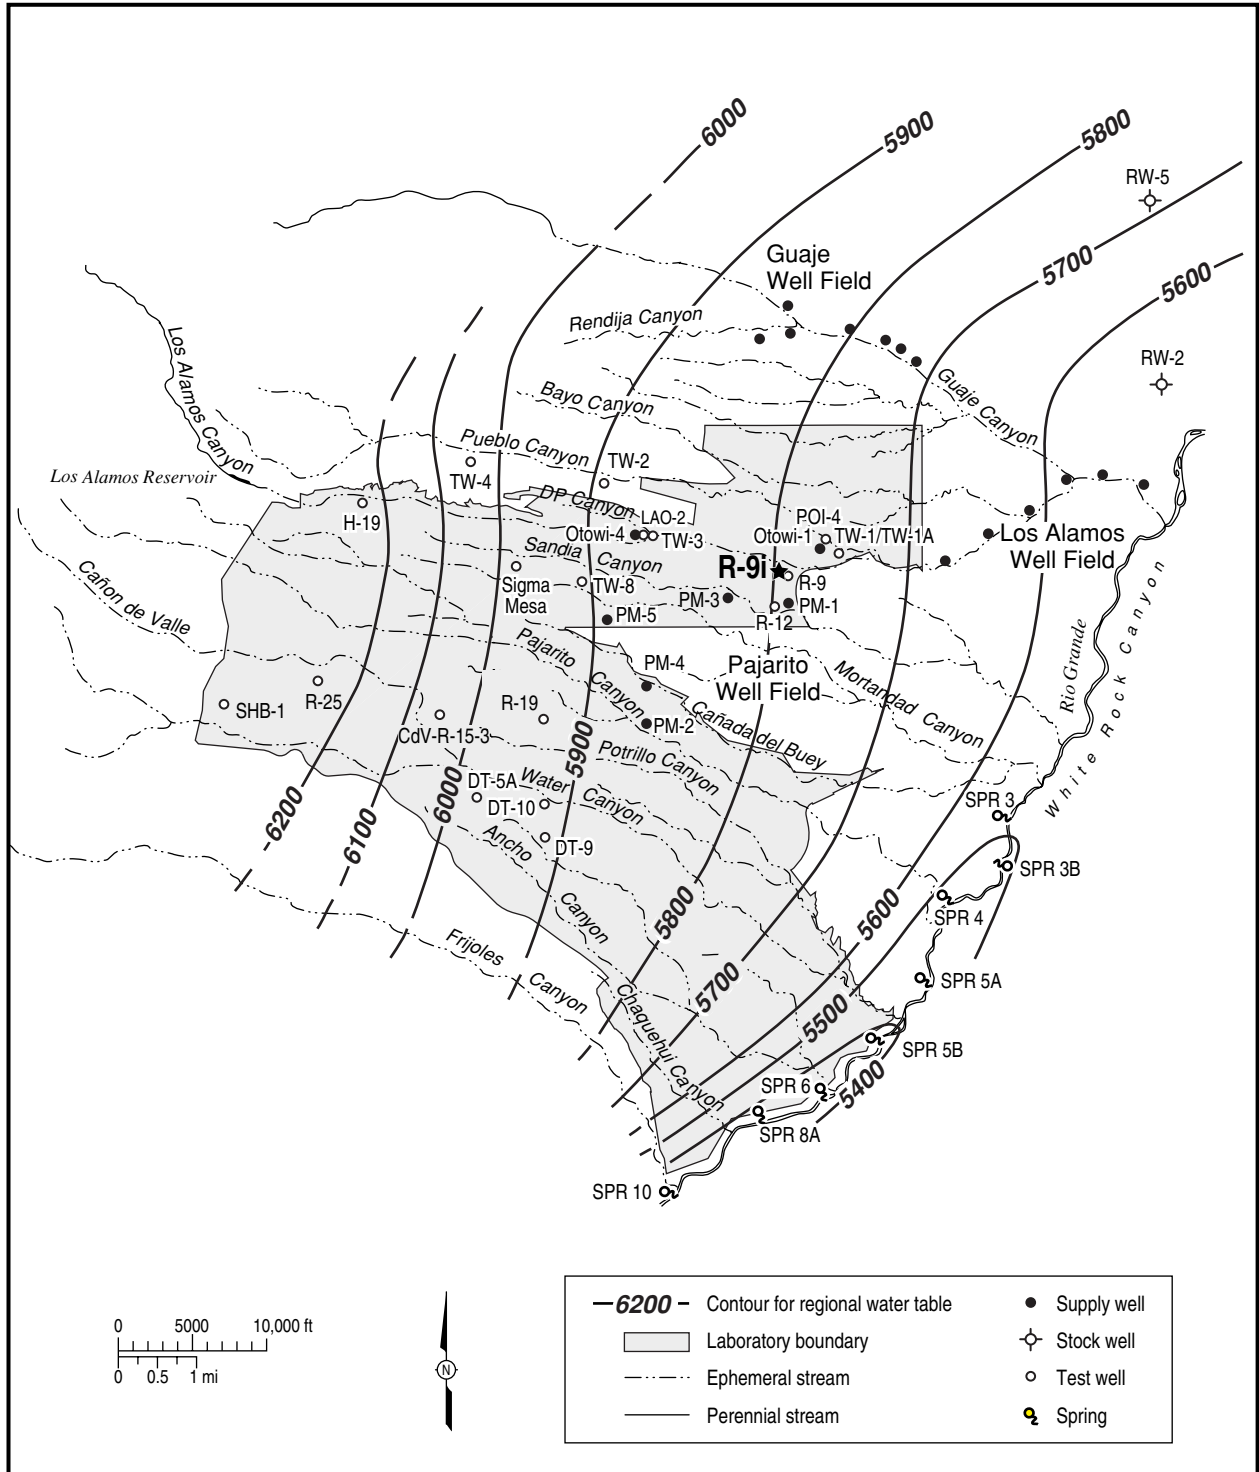 6000
5900
5800
RW-5
Guaje
Well Field
5700
5600
Rendija Canyon
Los Alamos Canyon
RW-2
Bayo Canyon
Guaje Canyon
Pueblo Canyon
TW-2
Los Alamos Reservoir
TW-4
DP Canyon
H-19
LAO-2
POI-4
Otowi-4
TW-3
Otowi-1
TW-1/TW-1A
Los Alamos
Well Field
Sandia Canyon
R-9i
R-9
Sigma
Mesa
TW-8
PM-3
PM-1
Cañon de Valle
PM-5
R-12
Pajarito Canyon
PM-4
Pajarito
Well Field
Mortandad Canyon
Rio Grande
White Rock Canyon
SHB-1
R-25
R-19
PM-2
Cañada del Buey
CdV-R-15-3
5900
Potrillo Canyon
6200
6100
6000
DT-5A
Water Canyon
DT-10
SPR 3
Ancho Canyon
DT-9
SPR 3B
5800
5600
SPR 4
Frijoles Canyon
5700
SPR 5A
Chaquehui Canyon
5500
SPR 5B
SPR 6
5400
SPR 8A
SPR 10
0 5000 10,000 ft
0 0.5 1 mi
N
6200 Contour for regional water table
Laboratory boundary
Ephemeral stream
Perennial stream
Supply well
Stock well
Test well
Spring